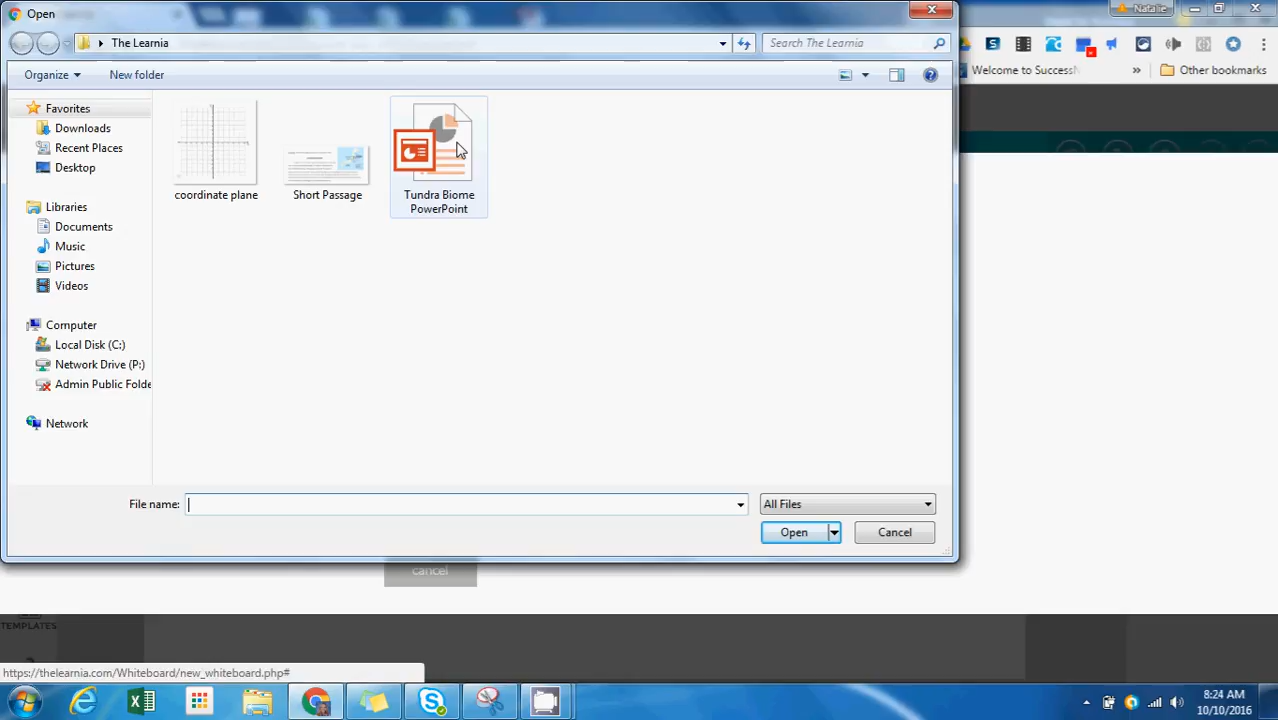 Open
Natalie
The Learnia
Search The Learnia
Organize
New folder
Welcome to Success
»
Other bookmarks
Favorites
Downloads
Recent Places
Desktop
Libraries
Documents
Music
Pictures
Videos
Computer
Local Disk (C:)
Network Drive (P:)
Admin Public Folde
Network
coordinate plane
Short Passage
Tundra Biome
PowerPoint
File name:
All Files
Open
Cancel
cancel
TEMPLATES
https://thelearnia.com/Whiteboard/new_whiteboard.php#
8:24 AM
10/10/2016